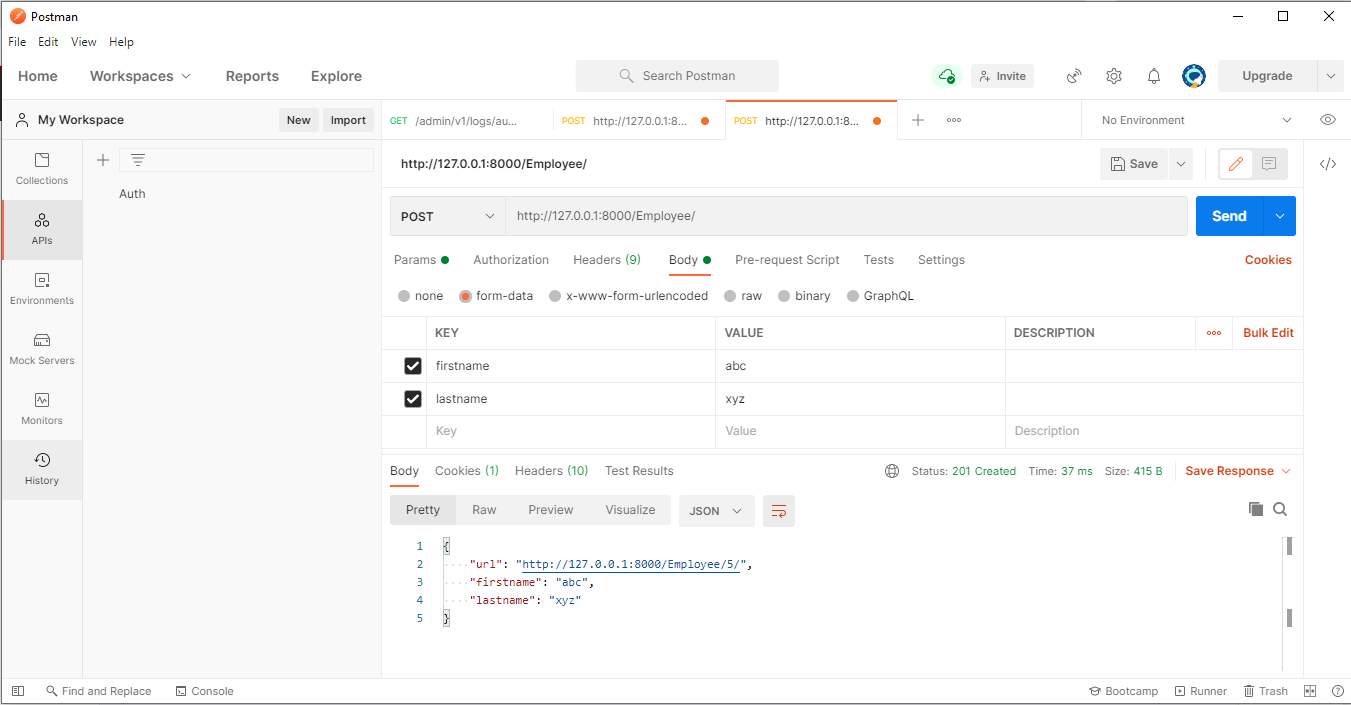 Postman
File Edit View Help
Home Workspaces Reports Explore Search Postman Invite Upgrade
My Workspace New Import GET /admin/v1/logs/au... POST http://127.0.0.1:8... POST http://127.0.0.1:8... No Environment
Collections
APIs
Environments
Mock Servers
Monitors
History
Auth
http://127.0.0.1:8000/Employee/ Save
POST http://127.0.0.1:8000/Employee/ Send
Params Authorization Headers (9) Body Pre-request Script Tests Settings Cookies
none form-data x-www-form-urlencoded raw binary GraphQL
KEY VALUE DESCRIPTION Bulk Edit
firstname abc
lastname xyz
Key Value Description
Body Cookies (1) Headers (10) Test Results Status: 201 Created Time: 37 ms Size: 415 B Save Response
Pretty Raw Preview Visualize JSON
1 {
2 "url": "http://127.0.0.1:8000/Employee/5/",
3 "firstname": "abc",
4 "lastname": "xyz"
5 }
Find and Replace Console Bootcamp Runner Trash